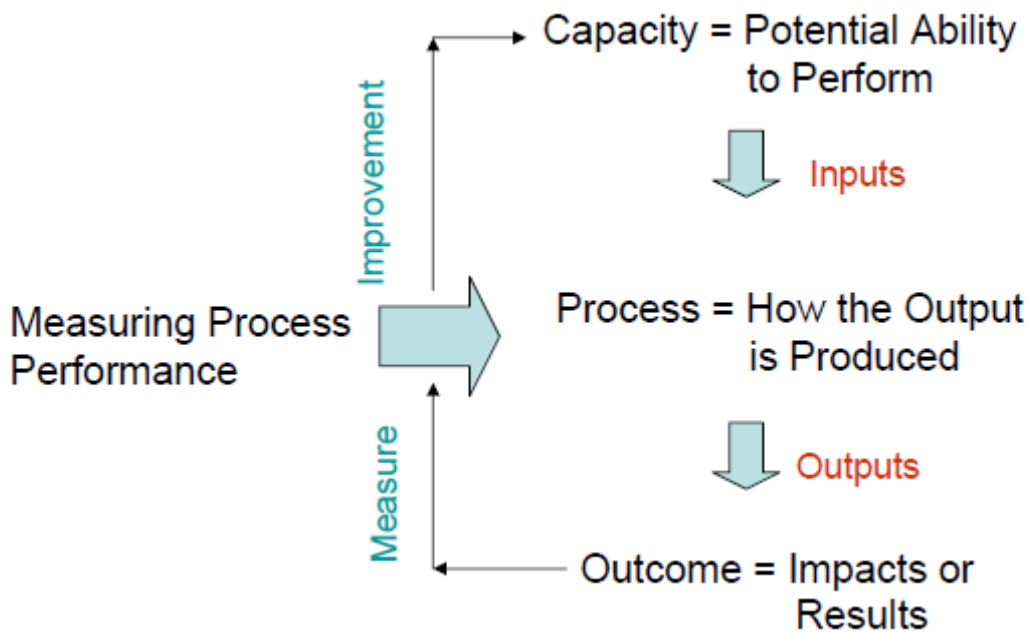 Capacity = Potential Ability
to Perform
Improvement
Inputs
Measuring Process
Performance
Process = How the Output
is Produced
Measure
Outputs
Outcome = Impacts or
Results